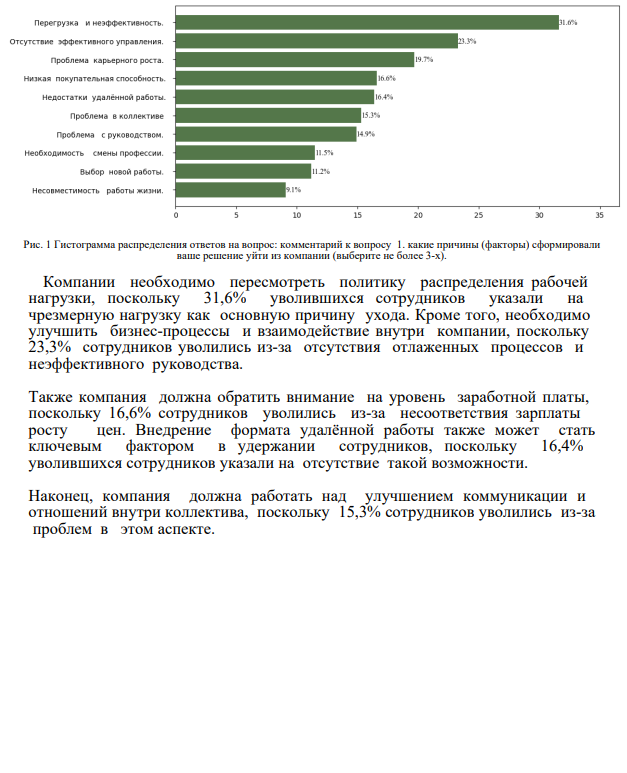 Перегрузка и неэффективность.
31.6%
Отсутствие эффективного управления.
23.3%
Проблема карьерного роста.
19.7%
Низкая покупательная способность.
16.6%
Недостатки удалённой работы.
16.4%
Проблема в коллективе
15.3%
Проблема с руководством.
14.9%
Необходимость смены профессии.
11.5%
Выбор новой работы.
11.2%
Несовместимость работы жизни.
9.1%
0 5 10 15 20 25 30 35
Рис. 1 Гистограмма распределения ответов на вопрос: комментарий к вопросу 1. какие причины (факторы) сформировали
ваше решение уйти из компании (выберите не более 3-х).
Компании необходимо пересмотреть политику распределения рабочей
нагрузки, поскольку 31,6% уволившихся сотрудников указали на
чрезмерную нагрузку как основную причину ухода. Кроме того, необходимо
улучшить бизнес-процессы и взаимодействие внутри компании, поскольку
23,3% сотрудников уволились из-за отсутствия отлаженных процессов и
неэффективного руководства.
Также компания должна обратить внимание на уровень заработной платы,
поскольку 16,6% сотрудников уволились из-за несоответствия зарплаты
росту цен. Внедрение формата удалённой работы также может стать
ключевым фактором в удержании сотрудников, поскольку 16,4%
уволившихся сотрудников указали на отсутствие такой возможности.
Наконец, компания должна работать над улучшением коммуникации и
отношений внутри коллектива, поскольку 15,3% сотрудников уволились из-за
проблем в этом аспекте.